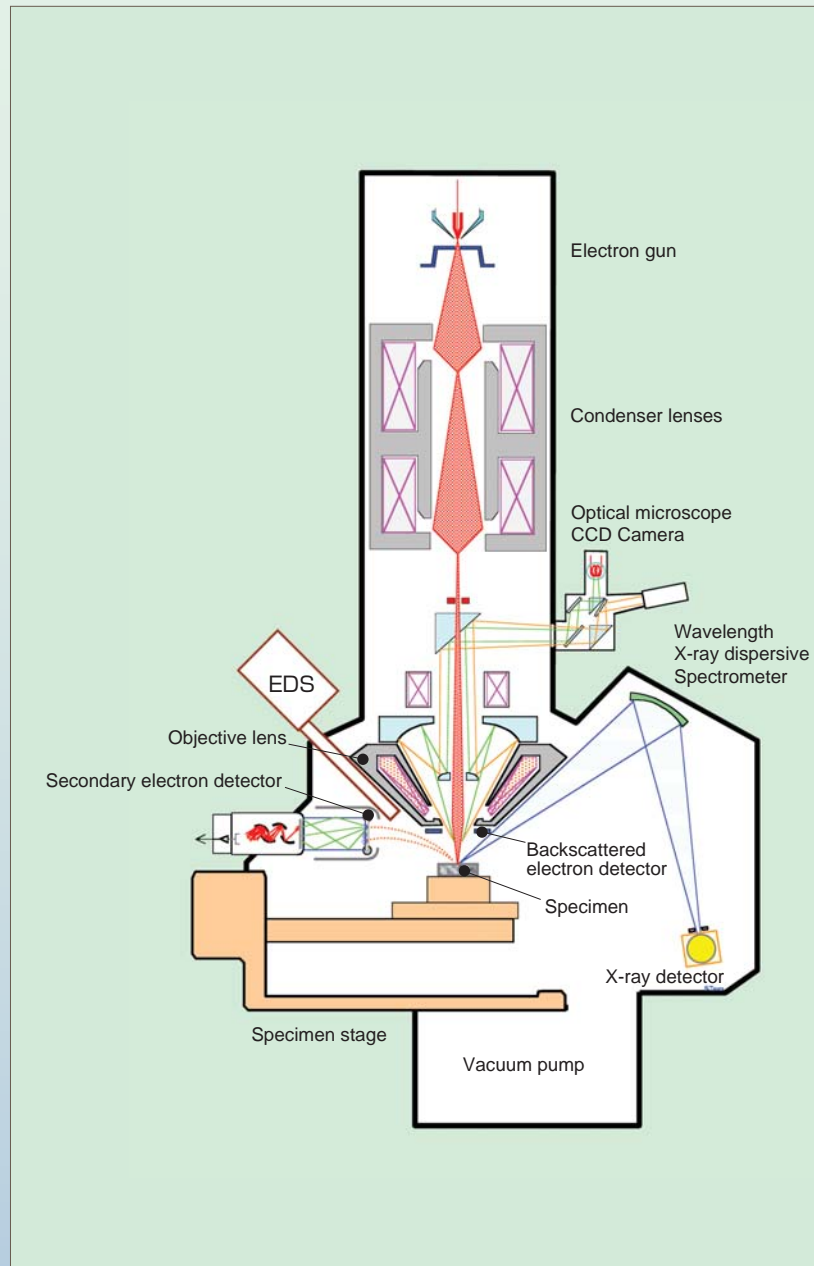 Electron gun
Condenser lenses
Optical microscope
CCD Camera
Wavelength
X-ray dispersive
Spectrometer
EDS
Objective lens
Secondary electron detector
Backscattered
electron detector
Specimen
X-ray detector
Specimen stage
Vacuum pump